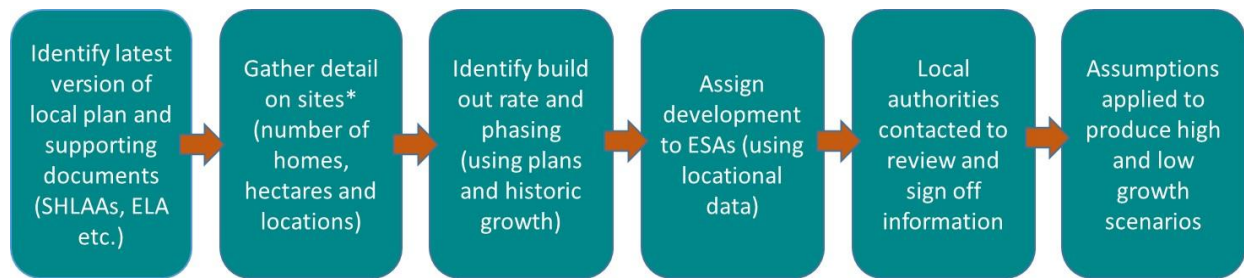 Identify latest
version of
local plan and
supporting
documents
(SHLAAs, ELA
etc.)
Gather detail
on sites*
(number of
homes,
hectares and
locations)
Identify build
out rate and
phasing
(using plans
and historic
growth)
Assign
development
to ESAs (using
locational
data)
Local
authorities
contacted to
review and
sign off
information
Assumptions
applied to
produce high
and low
growth
scenarios